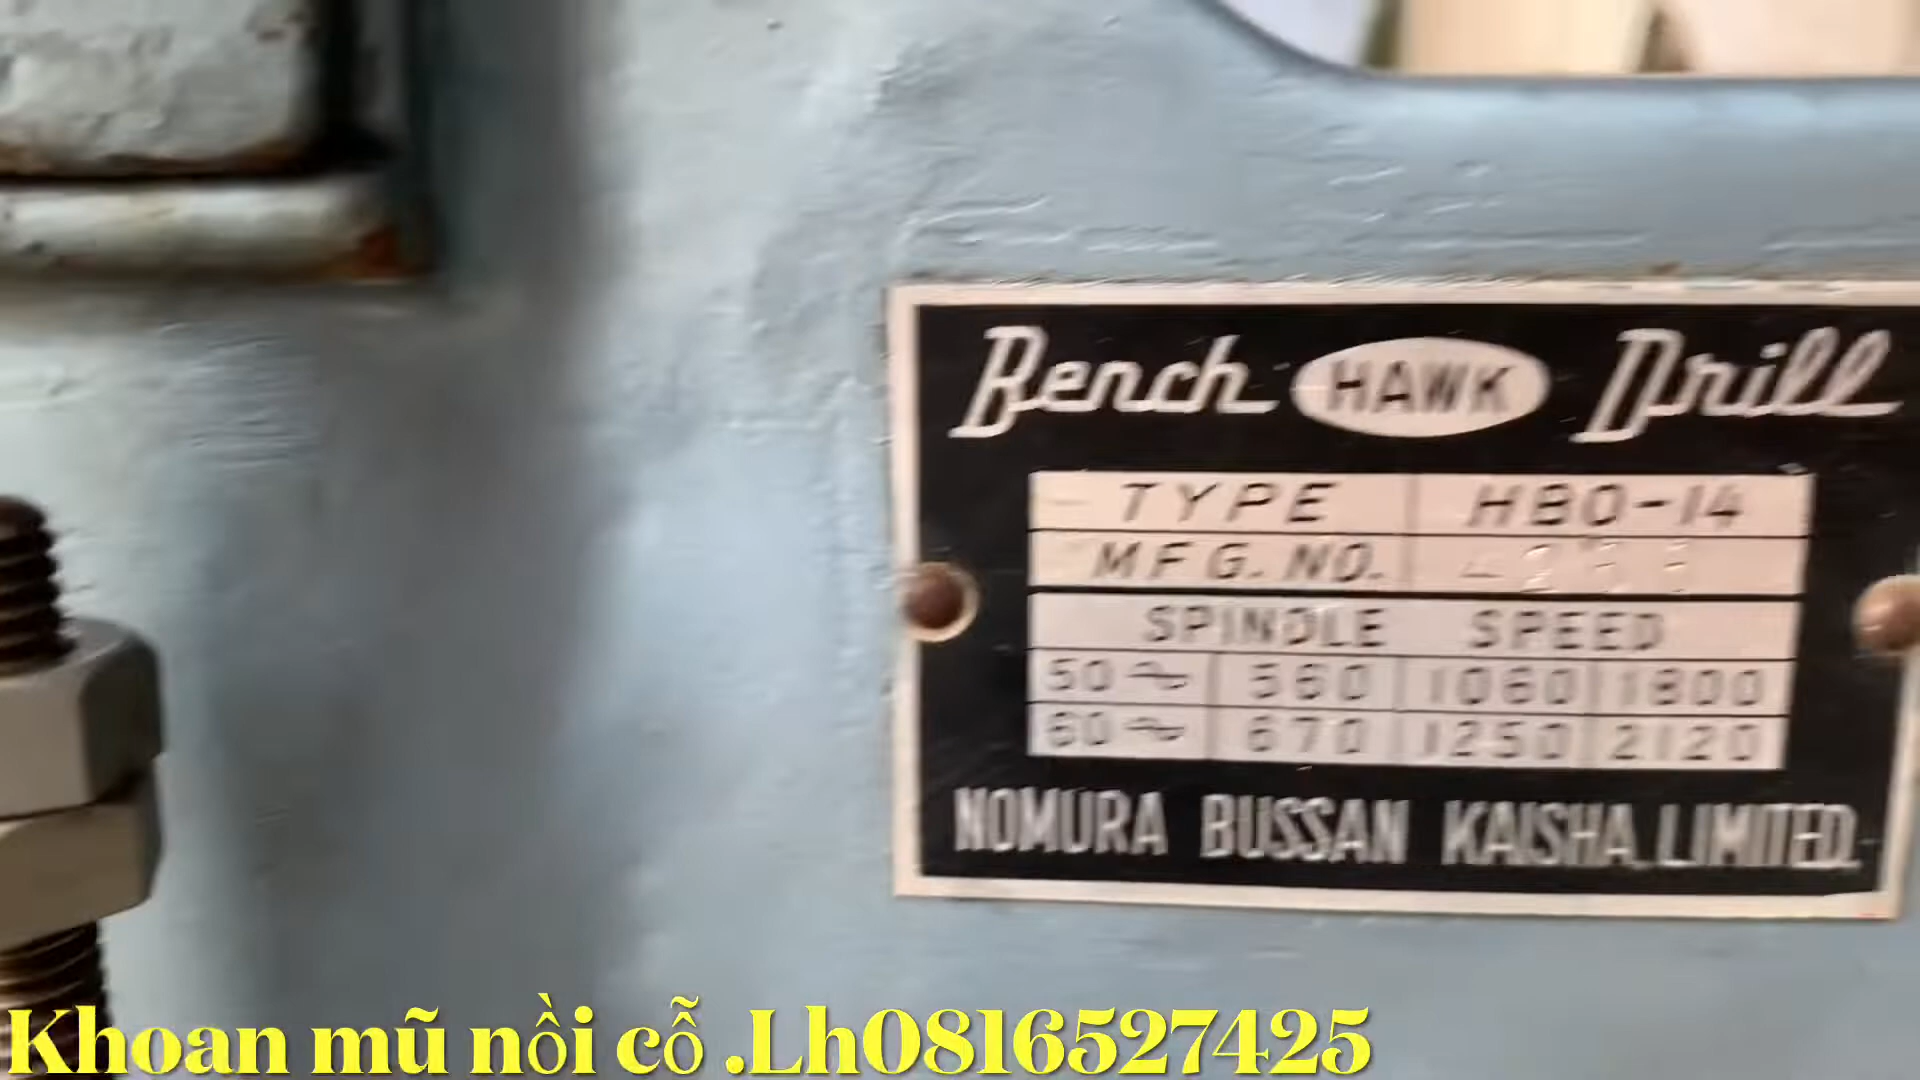 Bench HAWK Drill
TYPE HBD-14
MFG. NO.
SPINDLE SPEED
50 560 1060 1800
60 670 1250 2120
NOMURA BUSSAN KAISHA, LIMITED.
Khoan mũ nồi cỗ .Lh0816527425